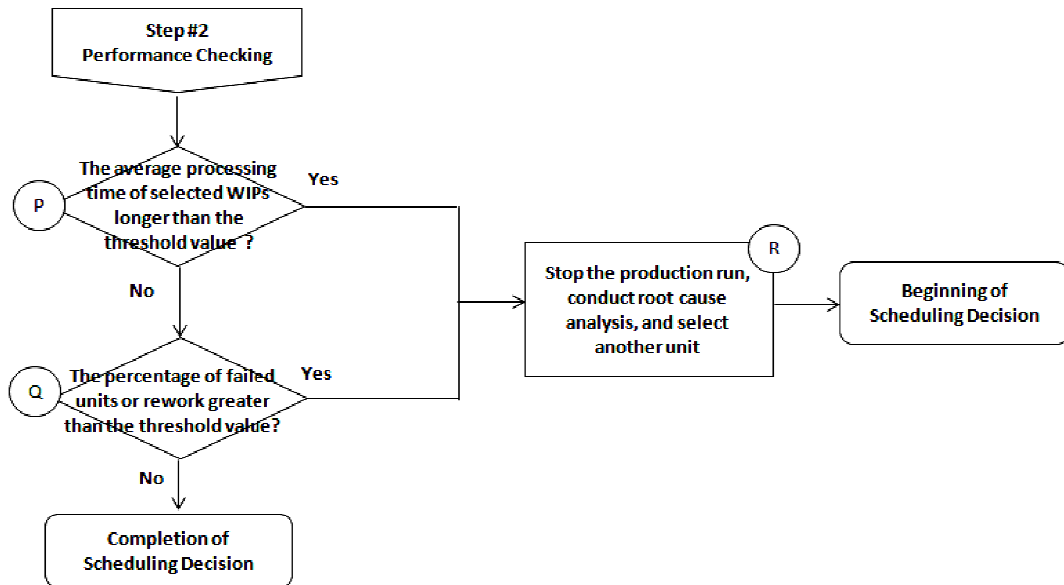 Step #2
Performance Checking
P
The average processing
time of selected WIPs
longer than the
threshold value ?
Yes
No
R
Stop the production run,
conduct root cause
analysis, and select
another unit
Beginning of
Scheduling Decision
Q
The percentage of failed
units or rework greater
than the threshold value?
Yes
No
Completion of
Scheduling Decision